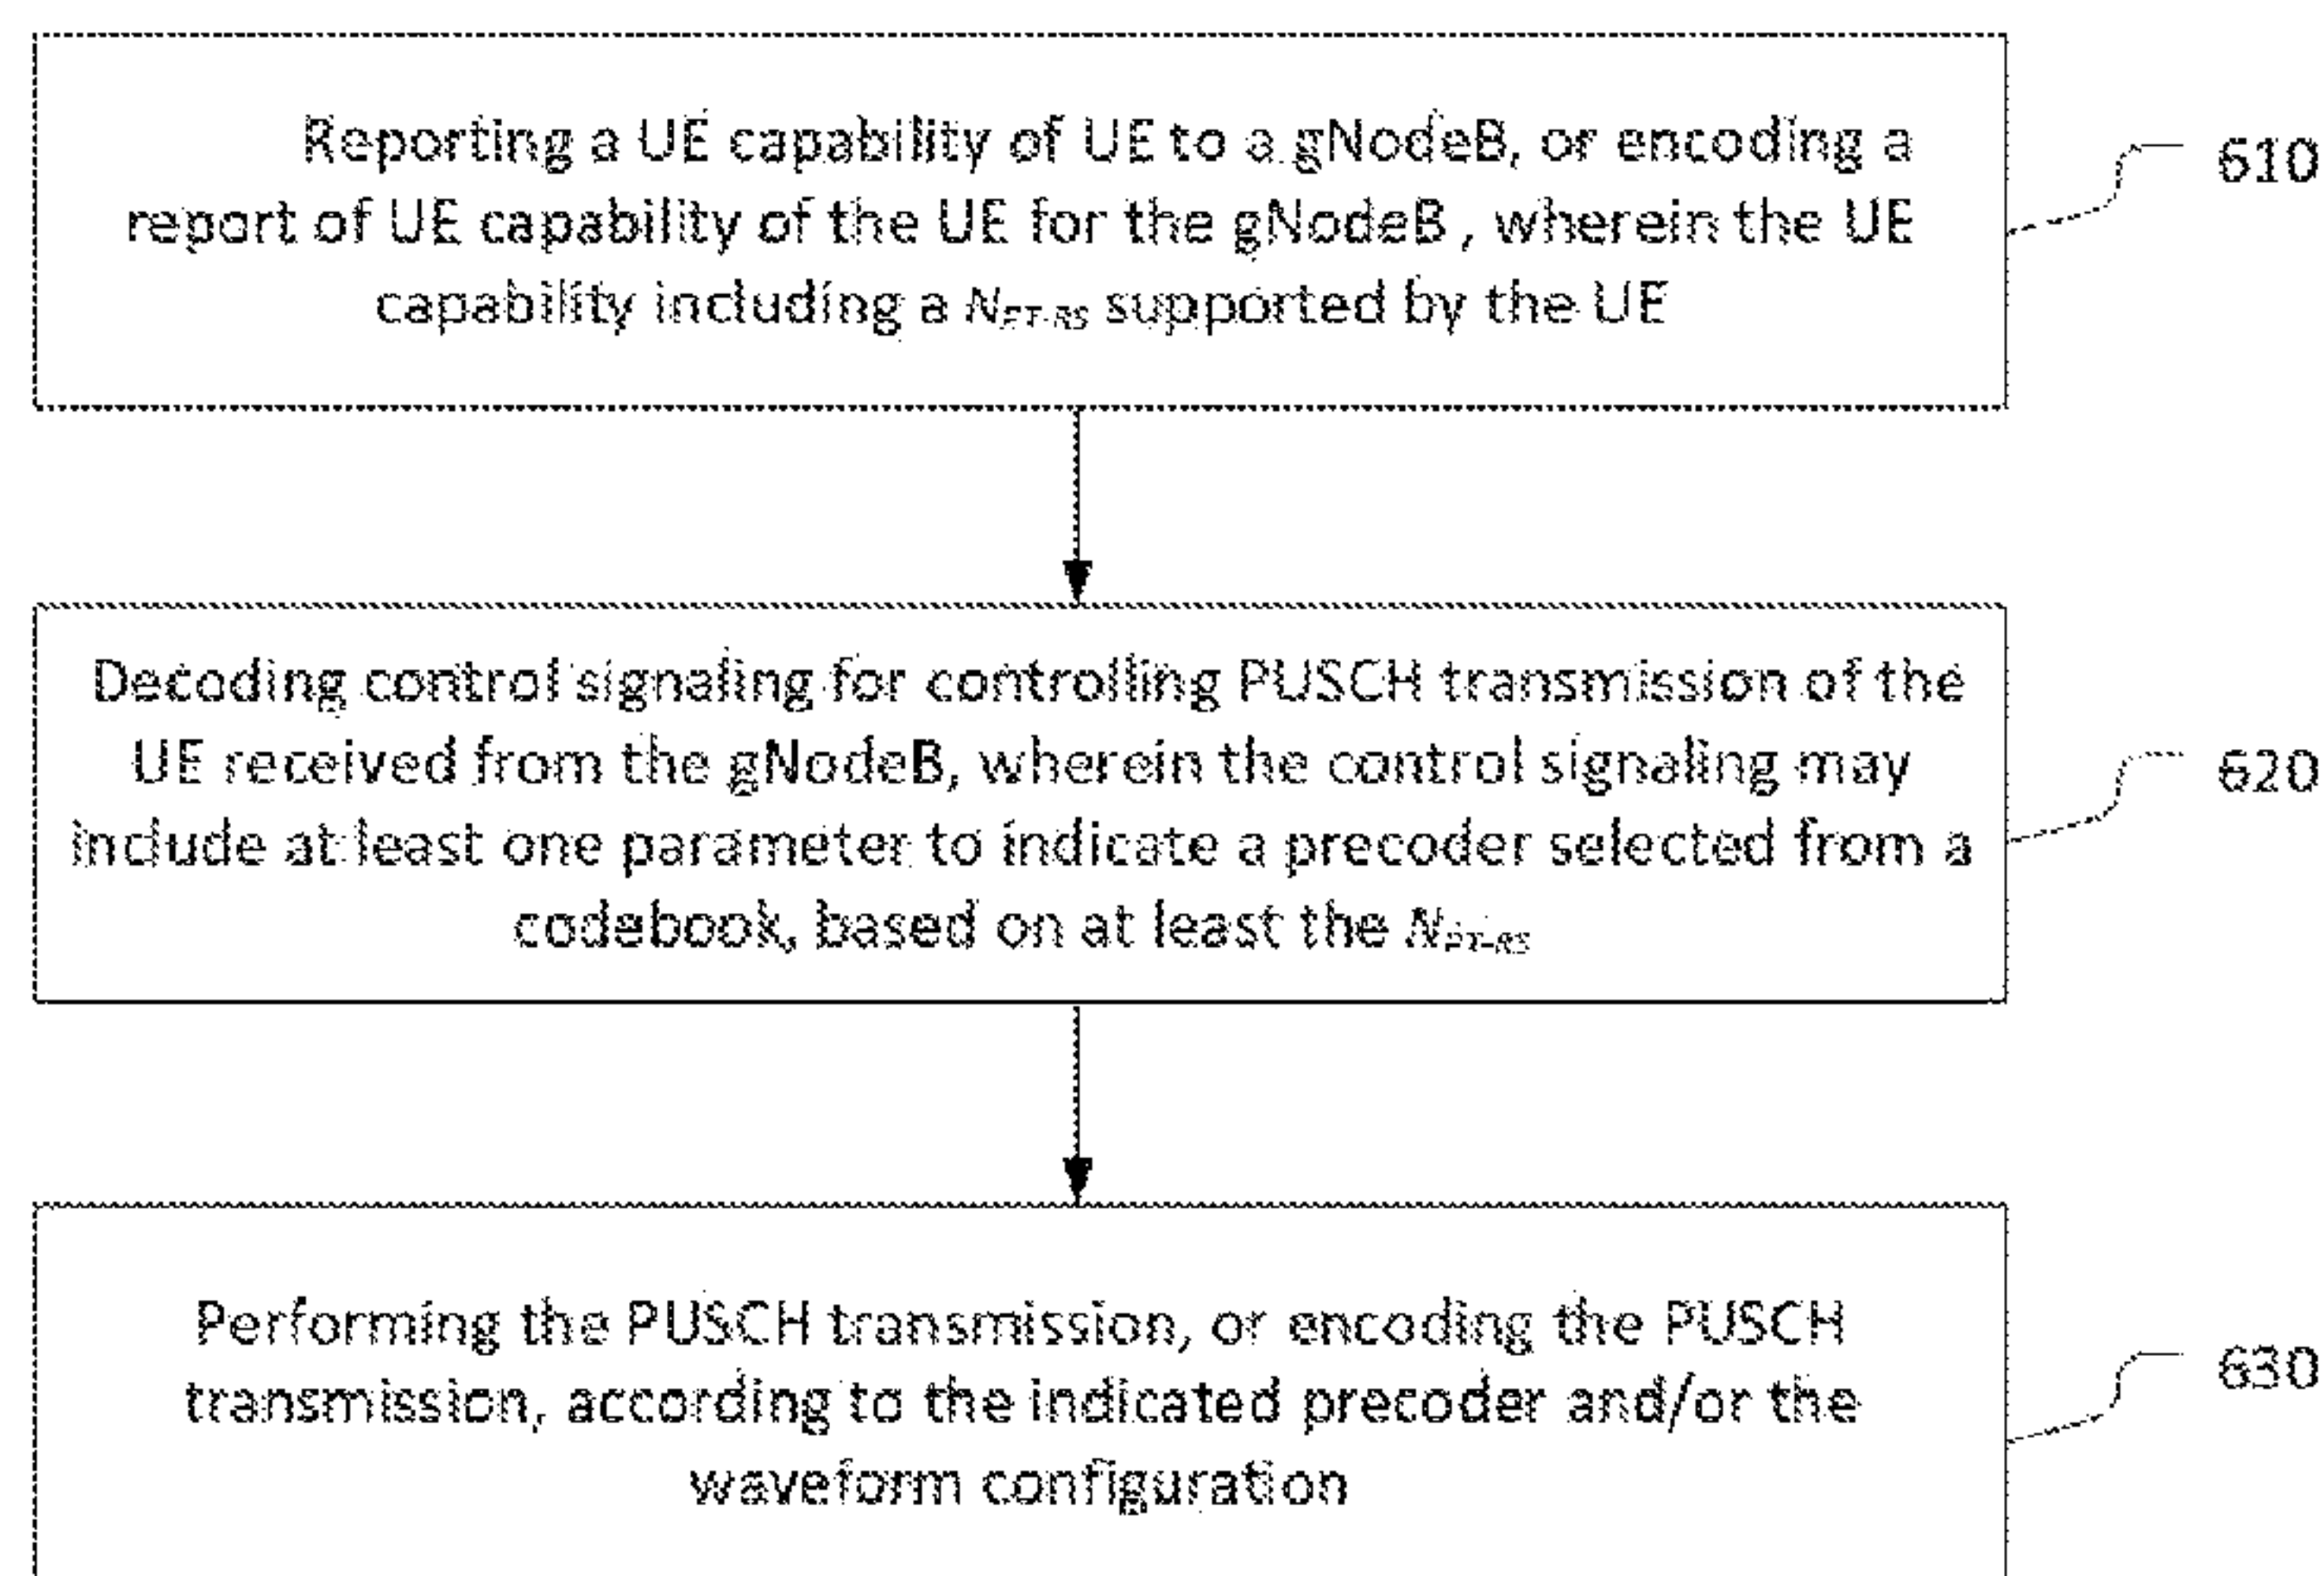 Reporting a UE capability of UE to a gNodeB, or encoding a
report of UE capability of the UE for the gNodeB , wherein the UE
capability including a N_PT-RS supported by the UE
610
Decoding control signaling for controlling PUSCH transmission of the
UE received from the gNodeB, wherein the control signaling may
include at least one parameter to indicate a precoder selected from a
codebook, based on at least the N_PT-RS
620
Performing the PUSCH transmission, or encoding the PUSCH
transmission, according to the indicated precoder and/or the
waveform configuration
630